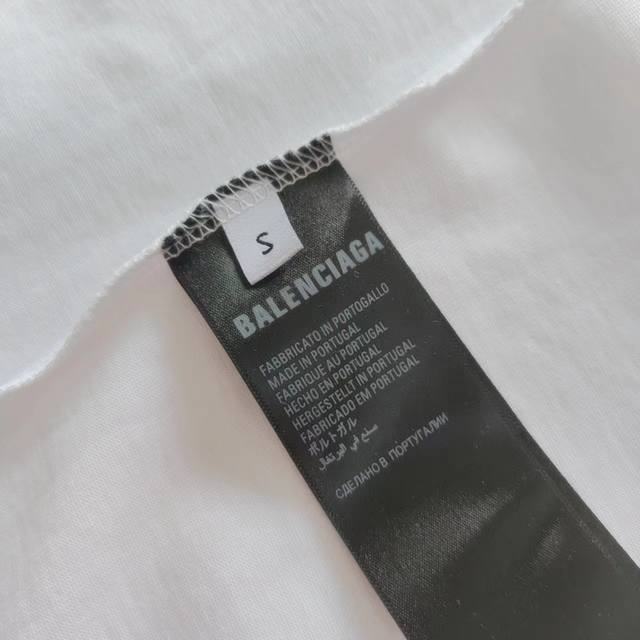 S
BALENCIAGA
FABBRICATO IN PORTOGALLO
MADE IN PORTUGAL
FABRIQUE AU PORTUGAL
HECHO EN PORTUGAL
HERGESTELLT IN PORTUGAL
FABRICADO EM PORTUGAL
ポルトガル
صنع في البرتغال
СДЕЛАНО В ПОРТУГАЛИИ